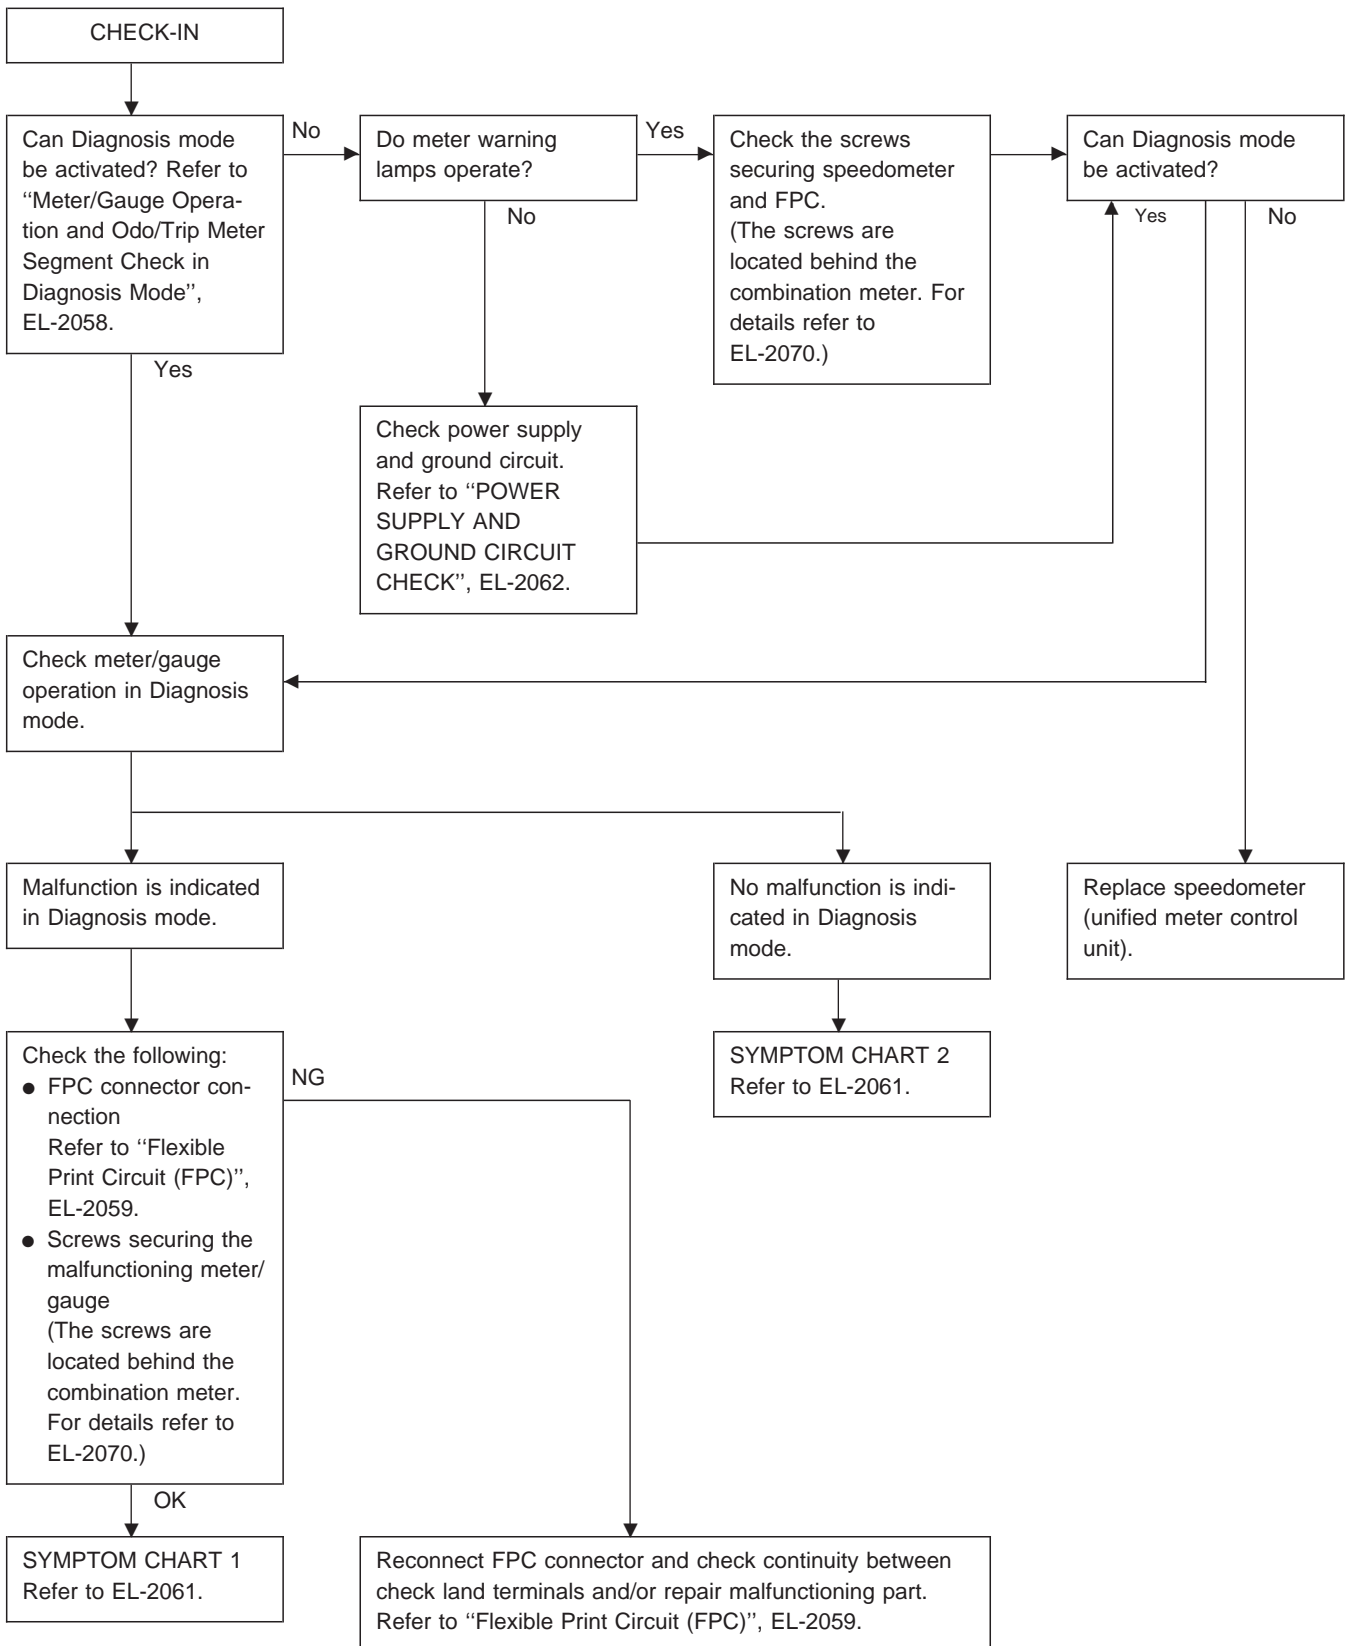 CHECK-IN
Can Diagnosis mode
be activated? Refer to
‘‘Meter/Gauge Opera-
tion and Odo/Trip Meter
Segment Check in
Diagnosis Mode’’,
EL-2058.
No
Do meter warning
lamps operate?
Yes
Check the screws
securing speedometer
and FPC.
(The screws are
located behind the
combination meter. For
details refer to
EL-2070.)
Can Diagnosis mode
be activated?
No
Yes
No
Yes
Check power supply
and ground circuit.
Refer to ‘‘POWER
SUPPLY AND
GROUND CIRCUIT
CHECK’’, EL-2062.
Check meter/gauge
operation in Diagnosis
mode.
Malfunction is indicated
in Diagnosis mode.
No malfunction is indi-
cated in Diagnosis
mode.
Replace speedometer
(unified meter control
unit).
Check the following:
● FPC connector con-
nection
Refer to ‘‘Flexible
Print Circuit (FPC)’’,
EL-2059.
● Screws securing the
malfunctioning meter/
gauge
(The screws are
located behind the
combination meter.
For details refer to
EL-2070.)
NG
SYMPTOM CHART 2
Refer to EL-2061.
OK
SYMPTOM CHART 1
Refer to EL-2061.
Reconnect FPC connector and check continuity between
check land terminals and/or repair malfunctioning part.
Refer to ‘‘Flexible Print Circuit (FPC)’’, EL-2059.